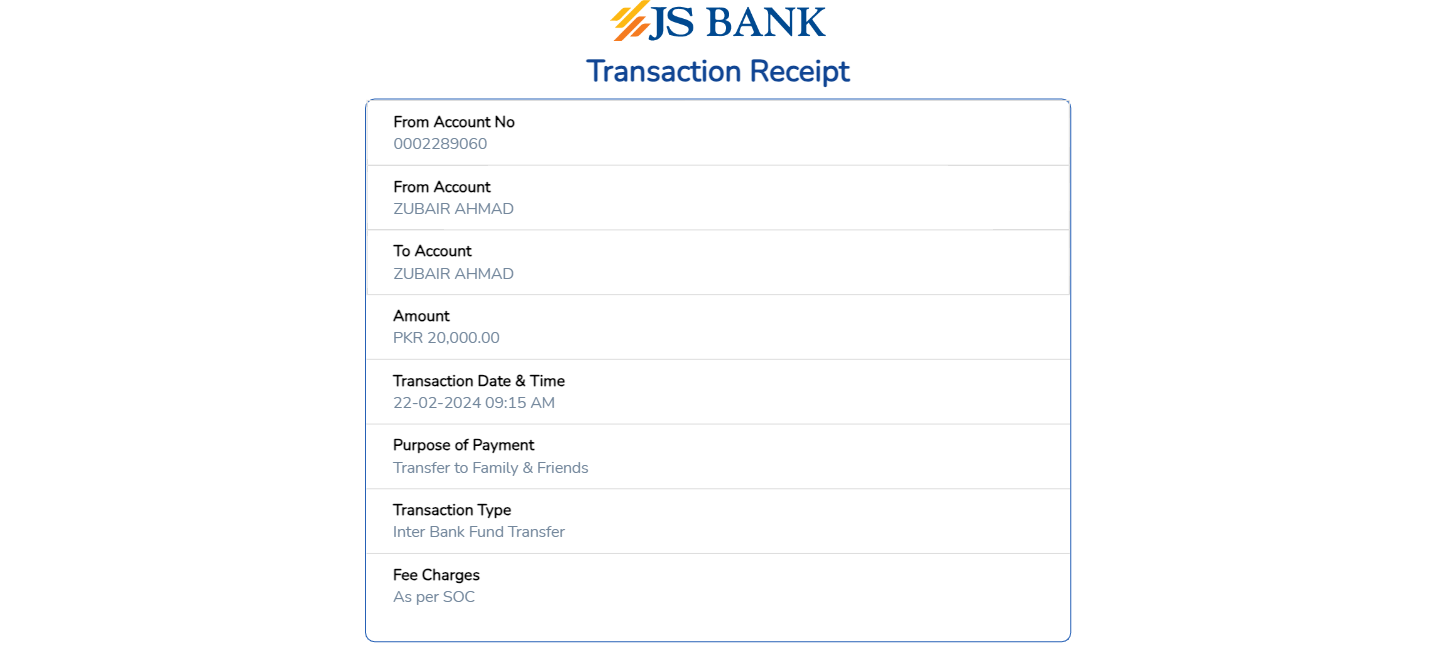 JS BANK
Transaction Receipt
From Account No
0002289060
From Account
ZUBAIR AHMAD
To Account
ZUBAIR AHMAD
Amount
PKR 20,000.00
Transaction Date & Time
22-02-2024 09:15 AM
Purpose of Payment
Transfer to Family & Friends
Transaction Type
Inter Bank Fund Transfer
Fee Charges
As per SOC